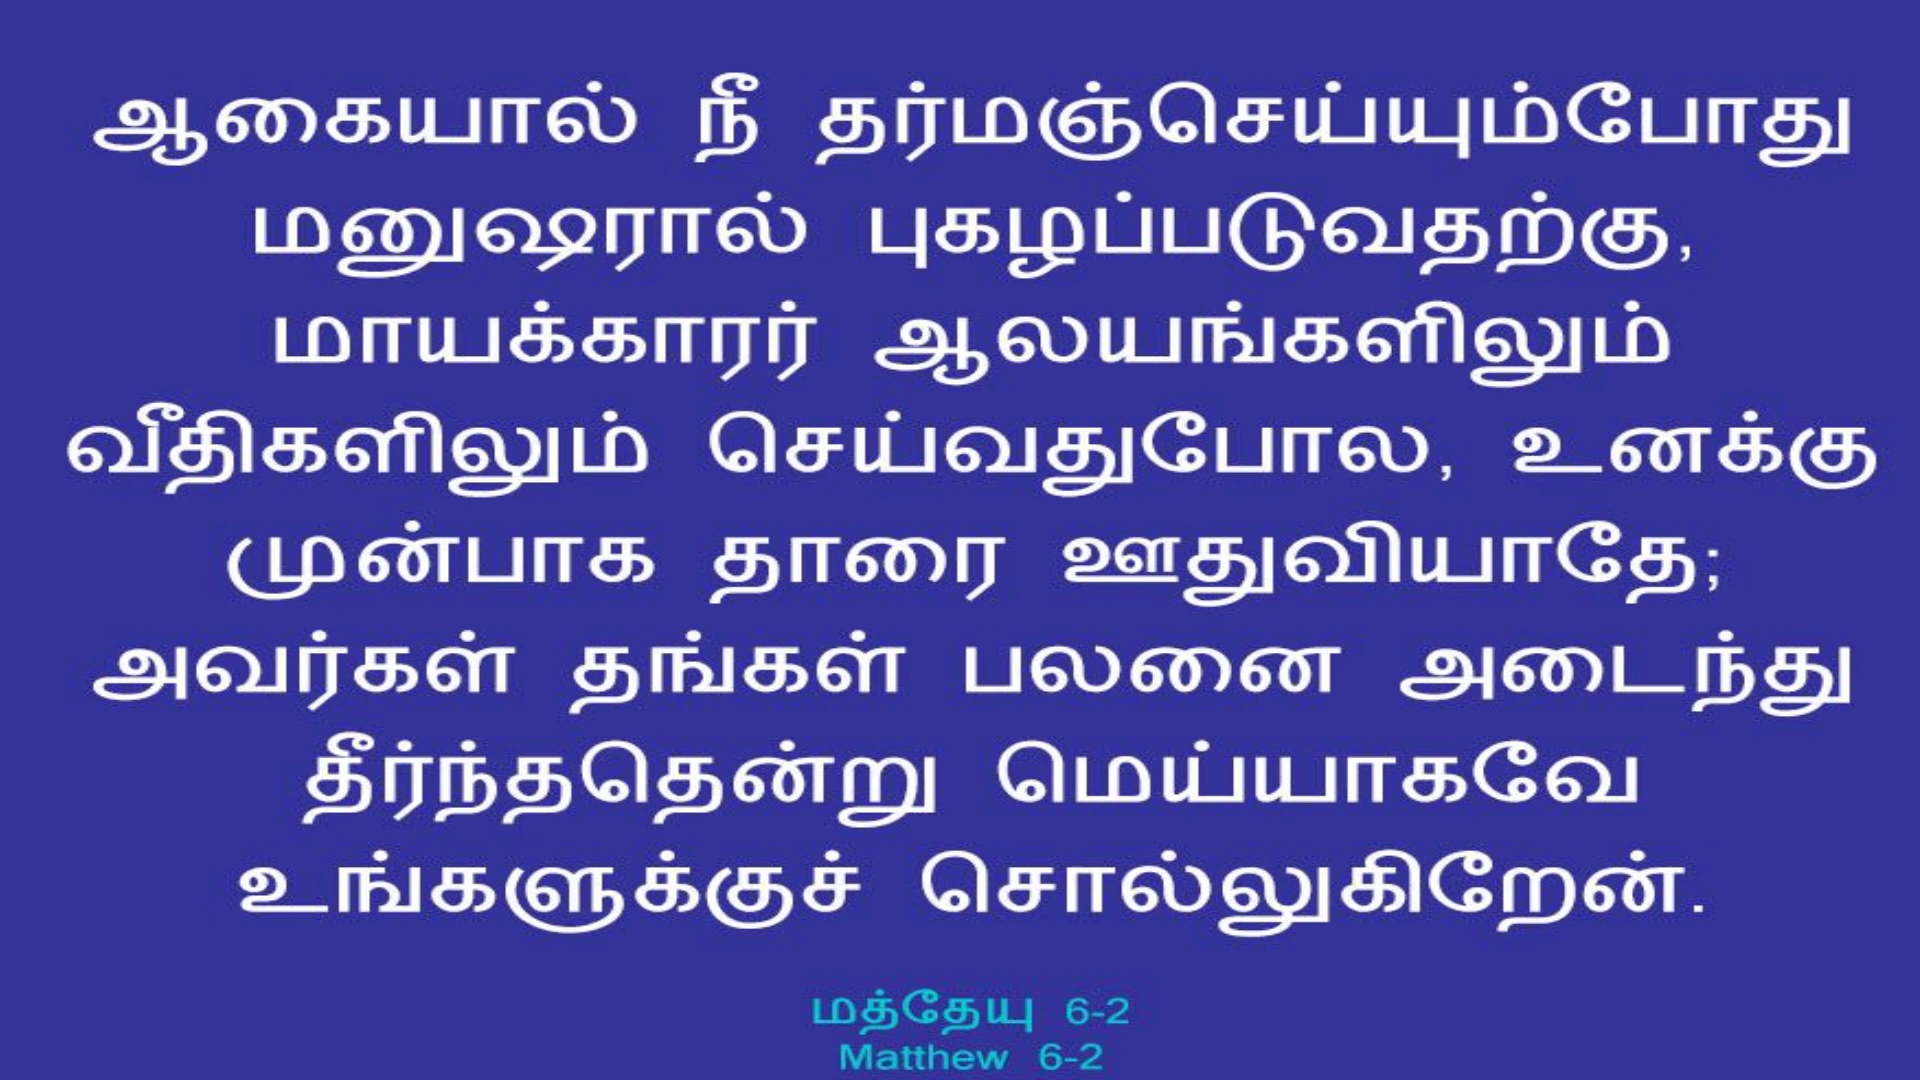 ஆகையால் நீ தர்மஞ்செய்யும்போது
மனுஷரால் புகழப்படுவதற்கு,
மாயக்காரர் ஆலயங்களிலும்
வீதிகளிலும் செய்வதுபோல, உனக்கு
முன்பாக தாரை ஊதுவியாதே;
அவர்கள் தங்கள் பலனை அடைந்து
தீர்ந்ததென்று மெய்யாகவே
உங்களுக்குச் சொல்லுகிறேன்.
மத்தேயு 6-2
Matthew 6-2